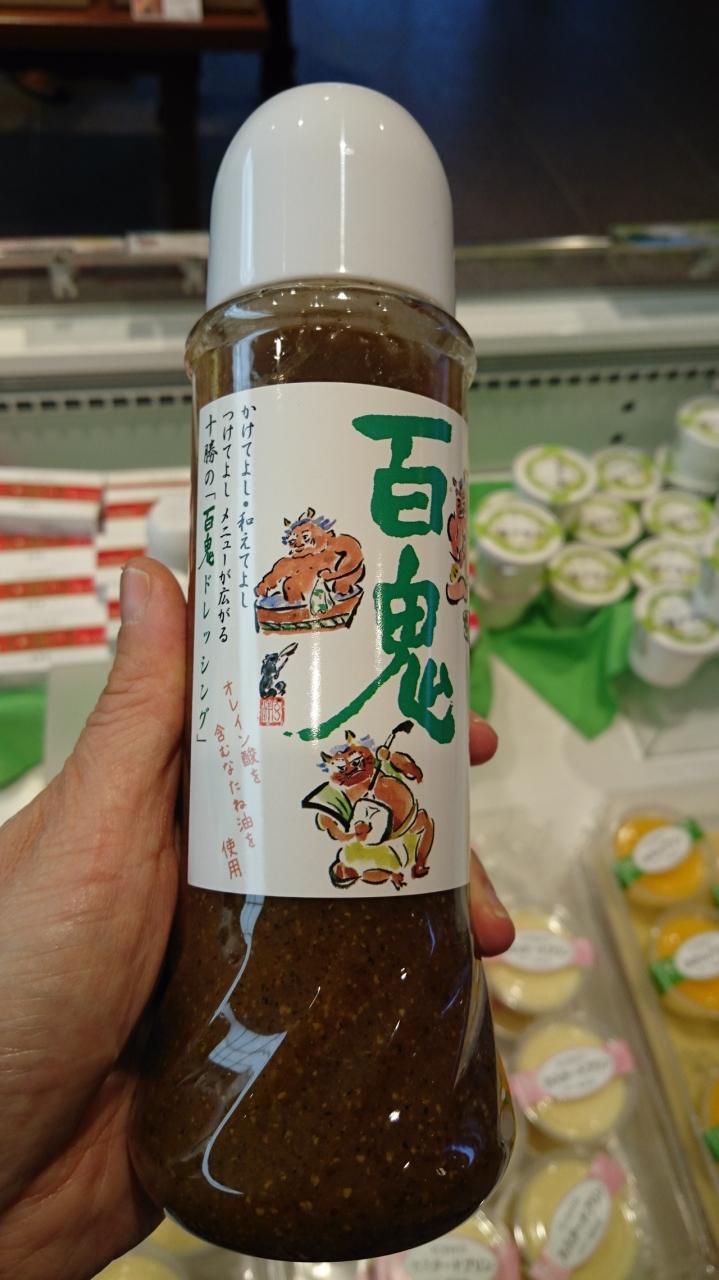 百鬼
かけてよし・和えてよし
つけてよし メニューが広がる
十勝の「百鬼ドレッシング」
オレイン酸を
含むなたね油を
使用